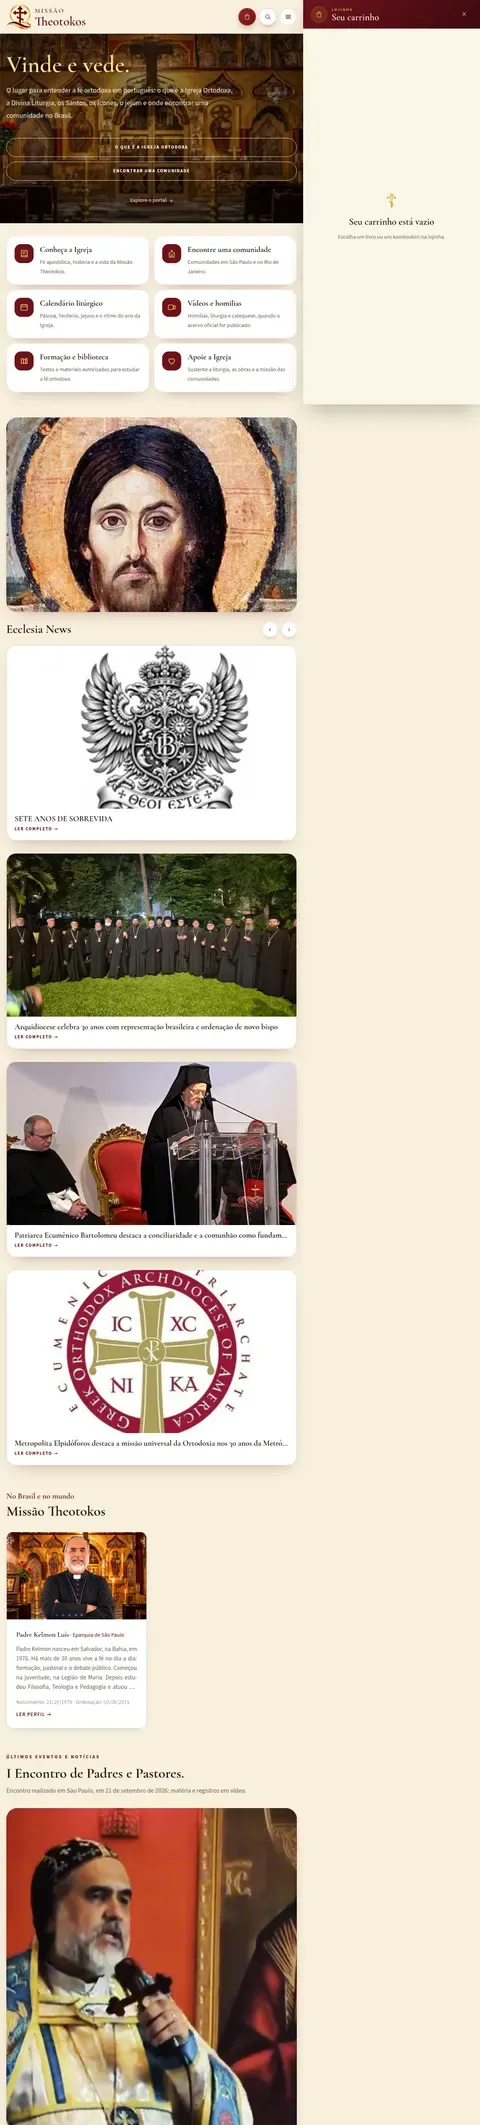 MISSÃO
Theotokos
LOJINHA
Seu carrinho
Vinde e vede.
O lugar para entender a fé ortodoxa em português: o que é a Igreja Ortodoxa,
a Divina Liturgia, os Santos, os ícones, o jejum e onde encontrar uma
comunidade no Brasil.
O QUE É A IGREJA ORTODOXA
ENCONTRAR UMA COMUNIDADE
Explore o portal
Seu carrinho está vazio
Escolha um livro ou um komboskini na lojinha.
Conheça a Igreja
Fé apostólica, história e a vida da Missão
Theotokos.
Encontre uma comunidade
Comunidades em São Paulo e no Rio de
Janeiro.
Calendário litúrgico
Páscoa, Teofania, jejuns e o ritmo do ano da
Igreja.
Vídeos e homilias
Homilias, liturgia e catequese, quando o
acervo oficial for publicado.
Formação e biblioteca
Textos e materiais autorizados para estudar
a fé ortodoxa.
Apoie a Igreja
Sustente a liturgia, as obras e a missão das
comunidades.
Ecclesia News
ΘΕΟΙ ΕΣΤΕ
SETE ANOS DE SOBREVIDA
LER COMPLETO →
Arquidiocese celebra 30 anos com representação brasileira e ordenação de novo bispo
LER COMPLETO →
Patriarca Ecumênico Bartolomeu destaca a conciliaridade e a comunhão como fundam...
LER COMPLETO →
GREEK ORTHODOX ARCHDIOCESE OF AMERICA
IC XC
NI KA
Metropolita Elpidóforos destaca a missão universal da Ortodoxia nos 30 anos da Metró...
LER COMPLETO →
No Brasil e no mundo
Missão Theotokos
Padre Kelmon Luis · Eparquia de São Paulo
Padre Kelmon nasceu em Salvador, na Bahia, em
1976. Há mais de 30 anos vive a fé no dia a dia:
formação, pastoral e o debate público. Começou
na juventude, na Legião de Maria. Depois estu-
dou Filosofia, Teologia e Pedagogia e atuou ...
Nascimento: 21/10/1976 · Ordenação: 03/06/2015
LER PERFIL →
ÚLTIMOS EVENTOS E NOTÍCIAS
I Encontro de Padres e Pastores.
Encontro realizado em São Paulo, em 21 de setembro de 2026: matéria e registros em vídeo.